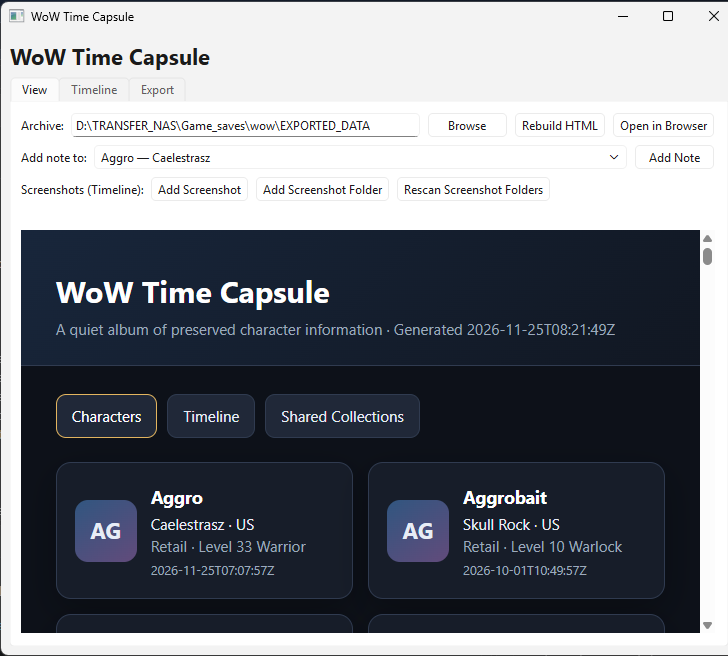 WoW Time Capsule
WoW Time Capsule
View Timeline Export
Archive: D:\TRANSFER_NAS\Game_saves\wow\EXPORTED_DATA Browse Rebuild HTML Open in Browser
Add note to: Aggro — Caelestrasz Add Note
Screenshots (Timeline): Add Screenshot Add Screenshot Folder Rescan Screenshot Folders
WoW Time Capsule
A quiet album of preserved character information · Generated 2026-11-25T08:21:49Z
Characters Timeline Shared Collections
AG
Aggro
Caelestrasz · US
Retail · Level 33 Warrior
2026-11-25T07:07:57Z
AG
Aggrobait
Skull Rock · US
Retail · Level 10 Warlock
2026-10-01T10:49:57Z